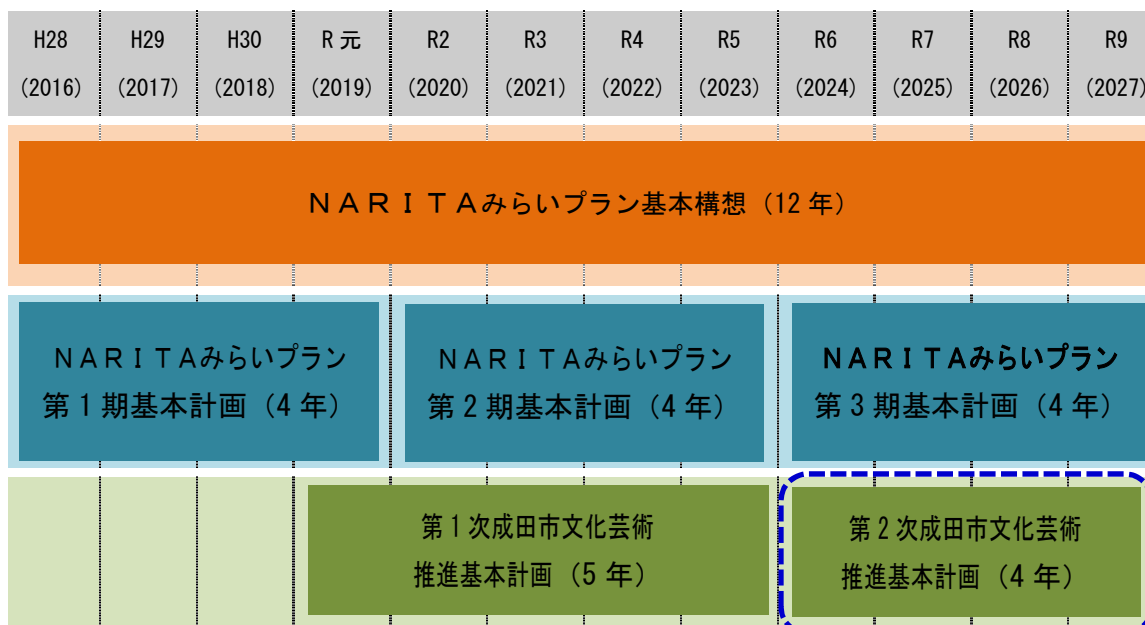 H28 H29 H30 R元 R2 R3 R4 R5 R6 R7 R8 R9
(2016) (2017) (2018) (2019) (2020) (2021) (2022) (2023) (2024) (2025) (2026) (2027)
ＮＡＲＩＴＡみらいプラン基本構想（12年）
ＮＡＲＩＴＡみらいプラン
第1期基本計画（4年）
ＮＡＲＩＴＡみらいプラン
第2期基本計画（4年）
ＮＡＲＩＴＡみらいプラン
第3期基本計画（4年）
第1次成田市文化芸術
推進基本計画（5年）
第2次成田市文化芸術
推進基本計画（4年）